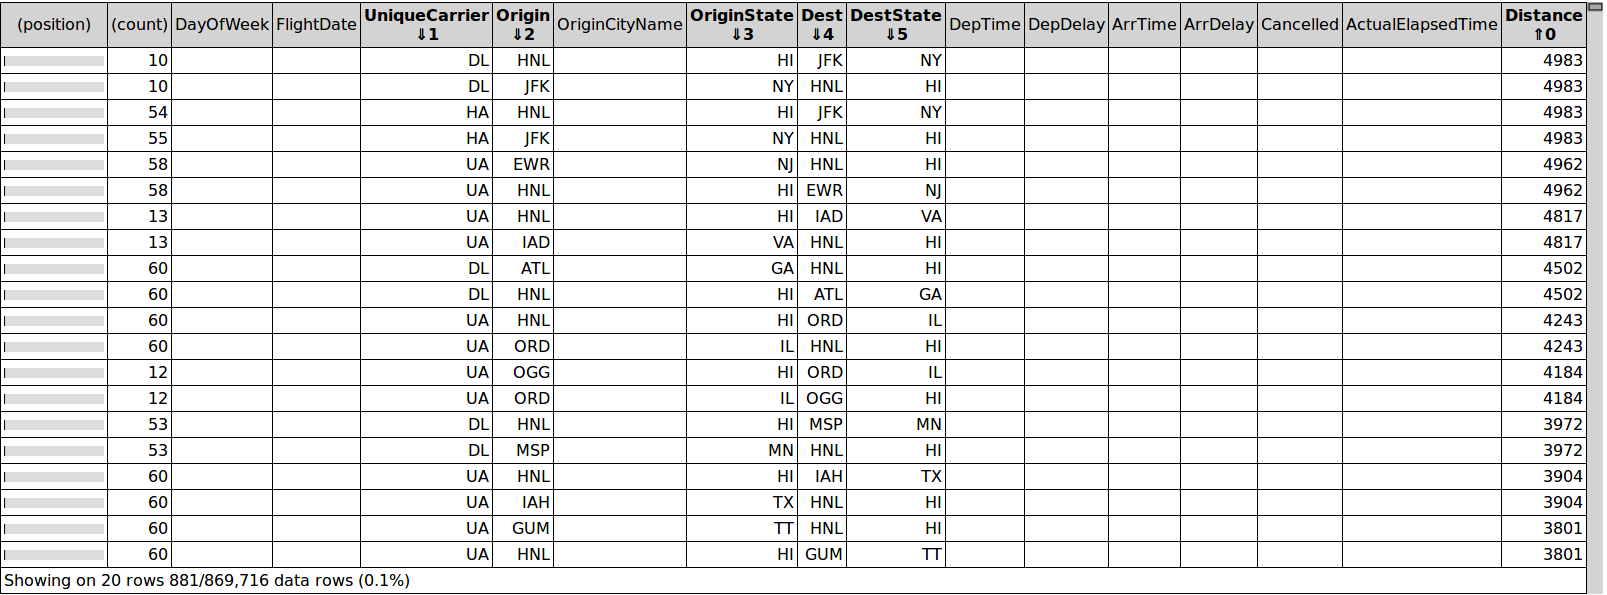 (position) (count) DayOfWeek FlightDate UniqueCarrier ⇓1 Origin ⇓2 OriginCityName OriginState ⇓3 Dest ⇓4 DestState ⇓5 DepTime DepDelay ArrTime ArrDelay Cancelled ActualElapsedTime Distance ⇑0
10 DL HNL HI JFK NY 4983
10 DL JFK NY HNL HI 4983
54 HA HNL HI JFK NY 4983
55 HA JFK NY HNL HI 4983
58 UA EWR NJ HNL HI 4962
58 UA HNL HI EWR NJ 4962
13 UA HNL HI IAD VA 4817
13 UA IAD VA HNL HI 4817
60 DL ATL GA HNL HI 4502
60 DL HNL HI ATL GA 4502
60 UA HNL HI ORD IL 4243
60 UA ORD IL HNL HI 4243
12 UA OGG HI ORD IL 4184
12 UA ORD IL OGG HI 4184
53 DL HNL HI MSP MN 3972
53 DL MSP MN HNL HI 3972
60 UA HNL HI IAH TX 3904
60 UA IAH TX HNL HI 3904
60 UA GUM TT HNL HI 3801
60 UA HNL HI GUM TT 3801
Showing on 20 rows 881/869,716 data rows (0.1%)